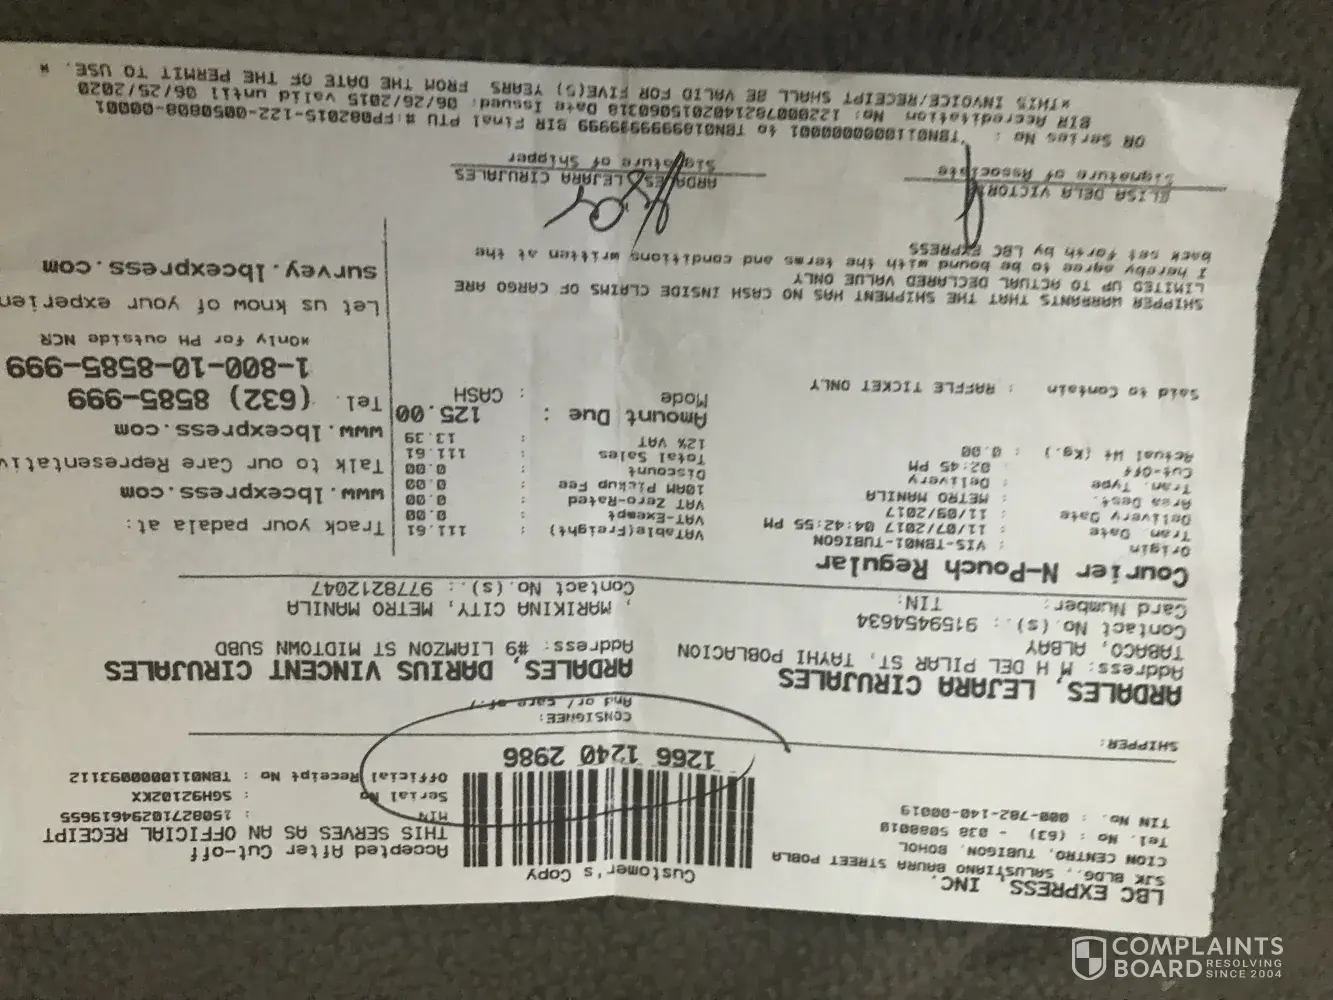 LBC EXPRESS, INC.
SJK BLDG., SALUSTIANO BAURA STREET POBLA
CION CENTRO, TUBIGON, BOHOL
Tel. No : (63) - 038 5088019
TIN No. : 000-782-140-00019
Customer's Copy
1266 1240 2986
Accepted After Cut-off
THIS SERVES AS AN OFFICIAL RECEIPT
MIN : 15082710294619655
Serial No : SGH92102KX
Official Receipt No : TBN0110000093112
SHIPPER:
ARDALES, LEJARA CIRUJALES
Address: M H DEL PILAR ST, TAYHI POBLACION
TABACO, ALBAY
Contact No.(s).: 9159454634
Card Number: TIN:
CONSIGNEE:
And or/ care of:/
ARDALES, DARIUS VINCENT CIRUJALES
Address: #9 LIAMZON ST MIDTOWN SUBD
, MARIKINA CITY, METRO MANILA
Contact No.(s).: 9778212047
Courier N-Pouch Regular
Origin : VIS-TBN01-TUBIGON
Tran. Date : 11/07/2017 04:42:55 PM
Delivery Date : 11/09/2017
Area Dest. : METRO MANILA
Tran. Type : Delivery
Cut-Off : 02:45 PM
Actual Wt (Kg.) : 0.00
Said to Contain : RAFFLE TICKET ONLY
VATable(Freight) : 111.61
VAT-Exempt : 0.00
VAT Zero-Rated : 0.00
10AM Pickup Fee : 0.00
Discount : 0.00
Total Sales : 111.61
12% VAT : 13.39
Amount Due : 125.00
Mode : CASH
Track your padala at:
www.lbcexpress.com
Talk to our Care Representativ
www.lbcexpress.com
Tel. (632) 8585-999
1-800-10-8585-999
*Only for PH outside NCR
Let us know of your experien
survey.lbcexpress.com
SHIPPER WARRANTS THAT THE SHIPMENT HAS NO CASH INSIDE CLAIMS OF CARGO ARE
LIMITED UP TO ACTUAL DECLARED VALUE ONLY
I hereby agree to be bound with the terms and conditions written at the
back set forth by LBC EXPRESS
ELISA DELA VICTORIA
Signature of Associate
ARDALES, LEJARA CIRUJALES
Signature of Shipper
OR Series No : TBN0110000000001 to TBN0189999999999 BIR Final PTU #:FP082015-122-0050808-00001
BIR Accreditation No: 1220007821402015060318 Date Issued: 06/26/2015 valid until 06/25/2020
*THIS INVOICE/RECEIPT SHALL BE VALID FOR FIVE(5) YEARS FROM THE DATE OF THE PERMIT TO USE. *
COMPLAINTS
BOARD RESOLVING
SINCE 2004